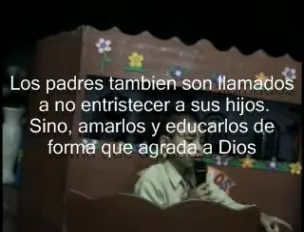 Los padres tambien son llamados
a no entristecer a sus hijos.
Sino, amarlos y educarlos de
forma que agrada a Dios